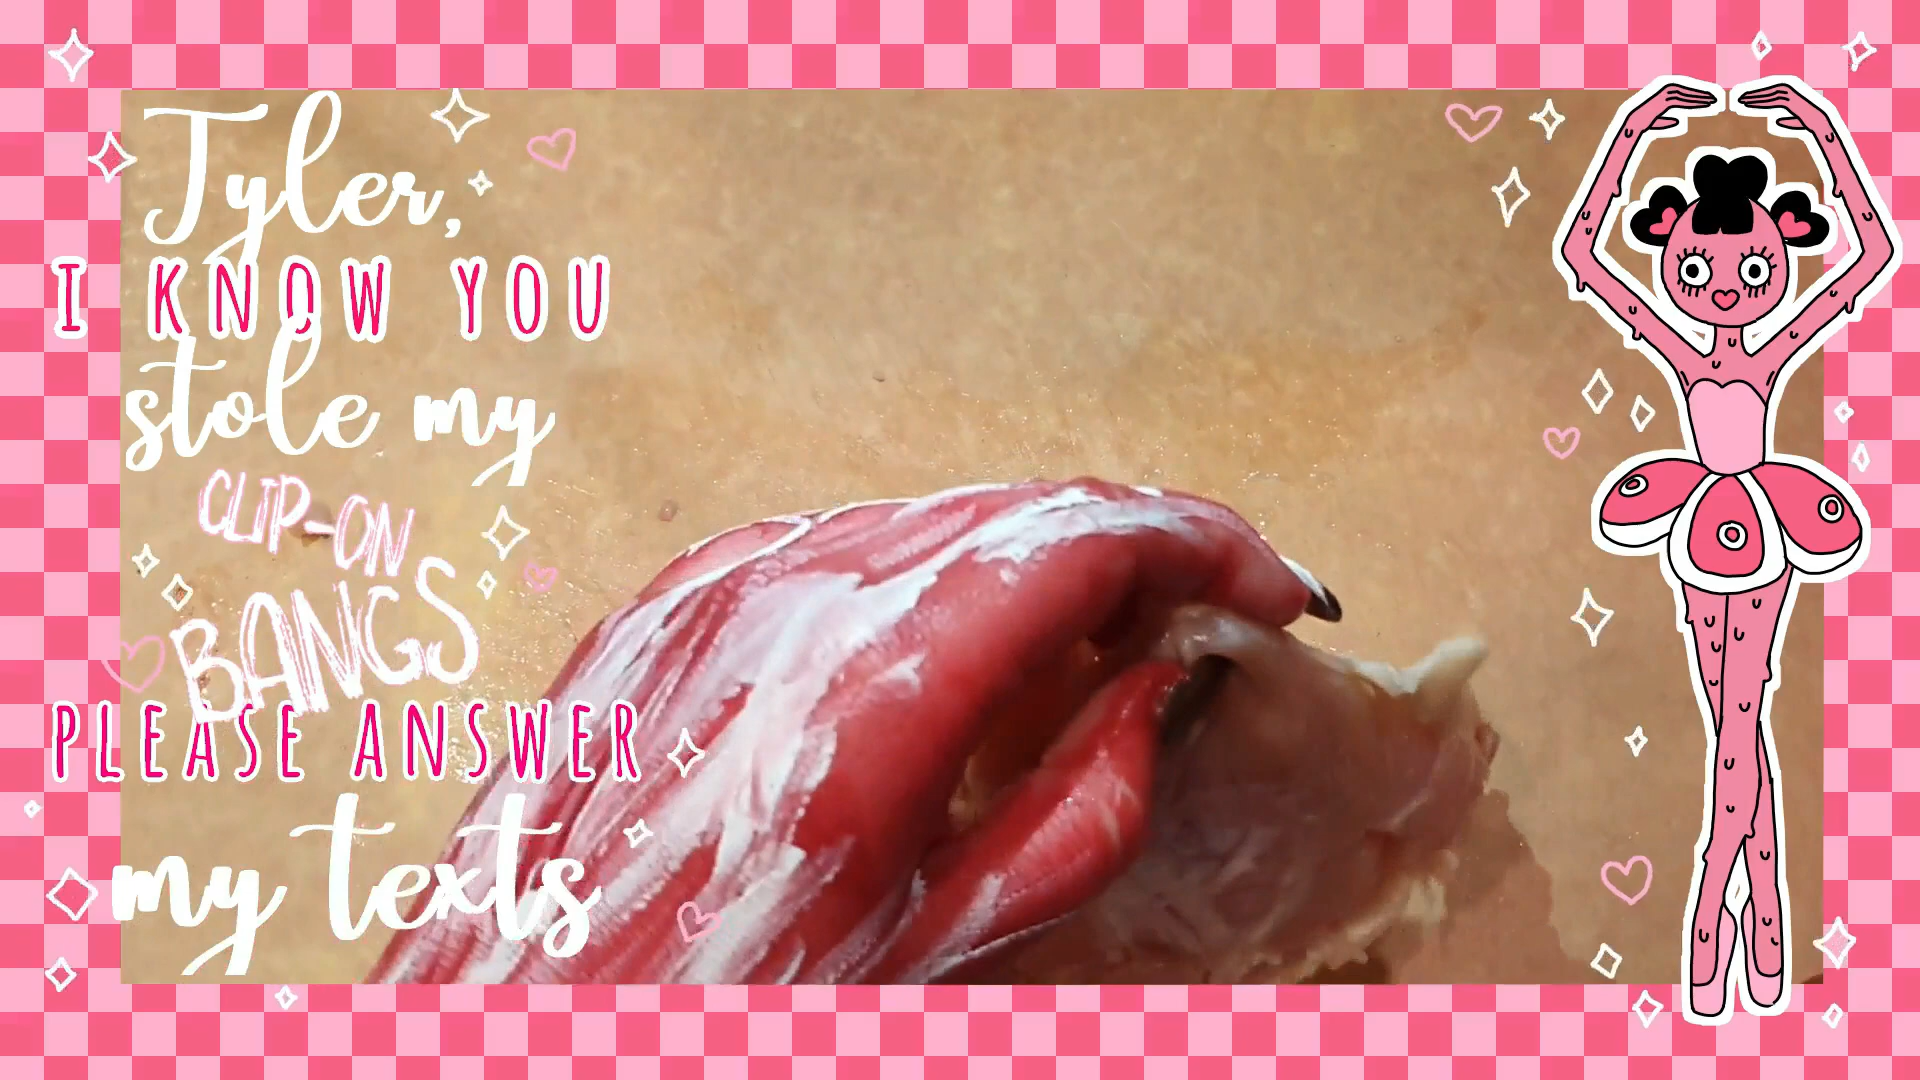 Tyler,
I KNOW YOU
stole my
CLIP-ON
BANGS
PLEASE ANSWER
my texts